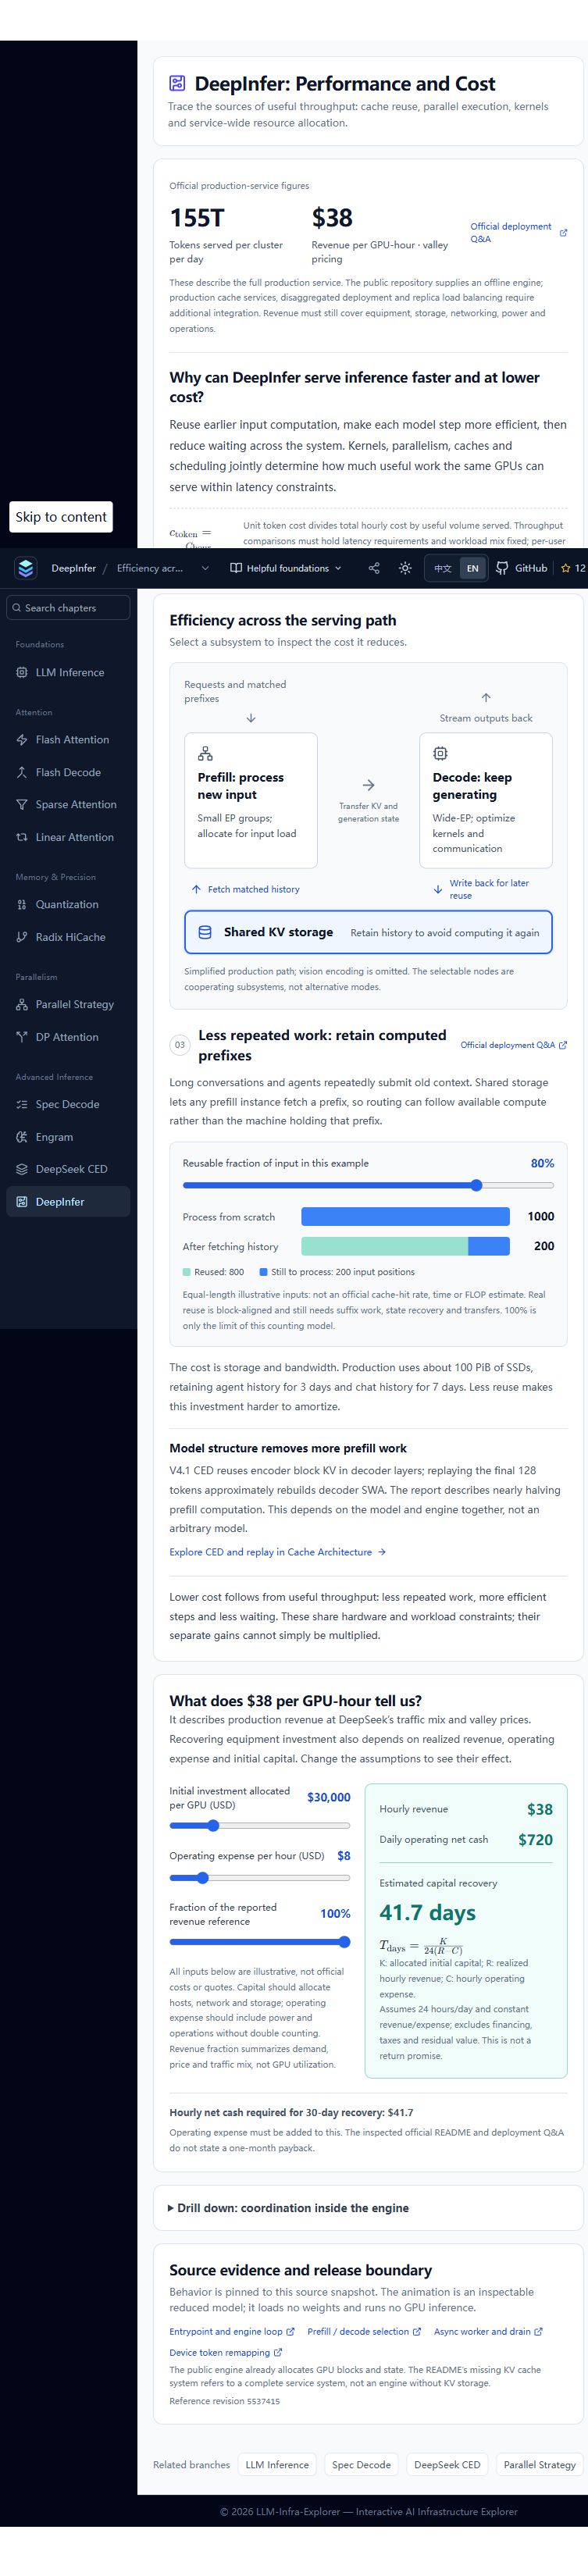 DeepInfer: Performance and Cost
Trace the sources of useful throughput: cache reuse, parallel execution, kernels
and service-wide resource allocation.
Official production-service figures
155T
Tokens served per cluster
per day
$38
Revenue per GPU-hour · valley
pricing
Official deployment
Q&A
These describe the full production service. The public repository supplies an offline engine;
production cache services, disaggregated deployment and replica load balancing require
additional integration. Revenue must still cover equipment, storage, networking, power and
operations.
Why can DeepInfer serve inference faster and at lower
cost?
Reuse earlier input computation, make each model step more efficient, then
reduce waiting across the system. Kernels, parallelism, caches and
scheduling jointly determine how much useful work the same GPUs can
serve within latency constraints.
Skip to content
c_token =
Unit token cost divides total hourly cost by useful volume served. Throughput
comparisons must hold latency requirements and workload mix fixed; per-user
DeepInfer / Efficiency acr...
Helpful foundations
中文
EN
GitHub
12
Search chapters
Foundations
LLM Inference
Attention
Flash Attention
Flash Decode
Sparse Attention
Linear Attention
Memory & Precision
Quantization
Radix HiCache
Parallelism
Parallel Strategy
DP Attention
Advanced Inference
Spec Decode
Engram
DeepSeek CED
DeepInfer
Efficiency across the serving path
Select a subsystem to inspect the cost it reduces.
Requests and matched
prefixes
Stream outputs back
Prefill: process
new input
Small EP groups;
allocate for input load
Transfer KV and
generation state
Decode: keep
generating
Wide-EP; optimize
kernels and
communication
Fetch matched history
Write back for later
reuse
Shared KV storage
Retain history to avoid computing it again
Simplified production path; vision encoding is omitted. The selectable nodes are
cooperating subsystems, not alternative modes.
03
Less repeated work: retain computed
prefixes
Official deployment Q&A
Long conversations and agents repeatedly submit old context. Shared storage
lets any prefill instance fetch a prefix, so routing can follow available compute
rather than the machine holding that prefix.
Reusable fraction of input in this example
80%
Process from scratch
1000
After fetching history
200
Reused: 800
Still to process: 200 input positions
Equal-length illustrative inputs: not an official cache-hit rate, time or FLOP estimate. Real
reuse is block-aligned and still needs suffix work, state recovery and transfers. 100% is
only the limit of this counting model.
The cost is storage and bandwidth. Production uses about 100 PiB of SSDs,
retaining agent history for 3 days and chat history for 7 days. Less reuse makes
this investment harder to amortize.
Model structure removes more prefill work
V4.1 CED reuses encoder block KV in decoder layers; replaying the final 128
tokens approximately rebuilds decoder SWA. The report describes nearly halving
prefill computation. This depends on the model and engine together, not an
arbitrary model.
Explore CED and replay in Cache Architecture →
Lower cost follows from useful throughput: less repeated work, more efficient
steps and less waiting. These share hardware and workload constraints; their
separate gains cannot simply be multiplied.
What does $38 per GPU-hour tell us?
It describes production revenue at DeepSeek's traffic mix and valley prices.
Recovering equipment investment also depends on realized revenue, operating
expense and initial capital. Change the assumptions to see their effect.
Initial investment allocated
per GPU (USD)
$30,000
Operating expense per hour (USD)
$8
Fraction of the reported
revenue reference
100%
All inputs below are illustrative, not official
costs or quotes. Capital should allocate
hosts, network and storage; operating
expense should include power and
operations without double counting.
Revenue fraction summarizes demand,
price and traffic mix, not GPU utilization.
Hourly revenue
$38
Daily operating net cash
$720
Estimated capital recovery
41.7 days
T_days = K / 24(R−C)
K: allocated initial capital; R: realized
hourly revenue; C: hourly operating
expense.
Assumes 24 hours/day and constant
revenue/expense; excludes financing,
taxes and residual value. This is not a
return promise.
Hourly net cash required for 30-day recovery: $41.7
Operating expense must be added to this. The inspected official README and deployment Q&A
do not state a one-month payback.
Drill down: coordination inside the engine
Source evidence and release boundary
Behavior is pinned to this source snapshot. The animation is an inspectable
reduced model; it loads no weights and runs no GPU inference.
Entrypoint and engine loop
Prefill / decode selection
Async worker and drain
Device token remapping
The public engine already allocates GPU blocks and state. The README's missing KV cache
system refers to a complete service system, not an engine without KV storage.
Reference revision 5537415
Related branches
LLM Inference
Spec Decode
DeepSeek CED
Parallel Strategy
© 2026 LLM-Infra-Explorer — Interactive AI Infrastructure Explorer